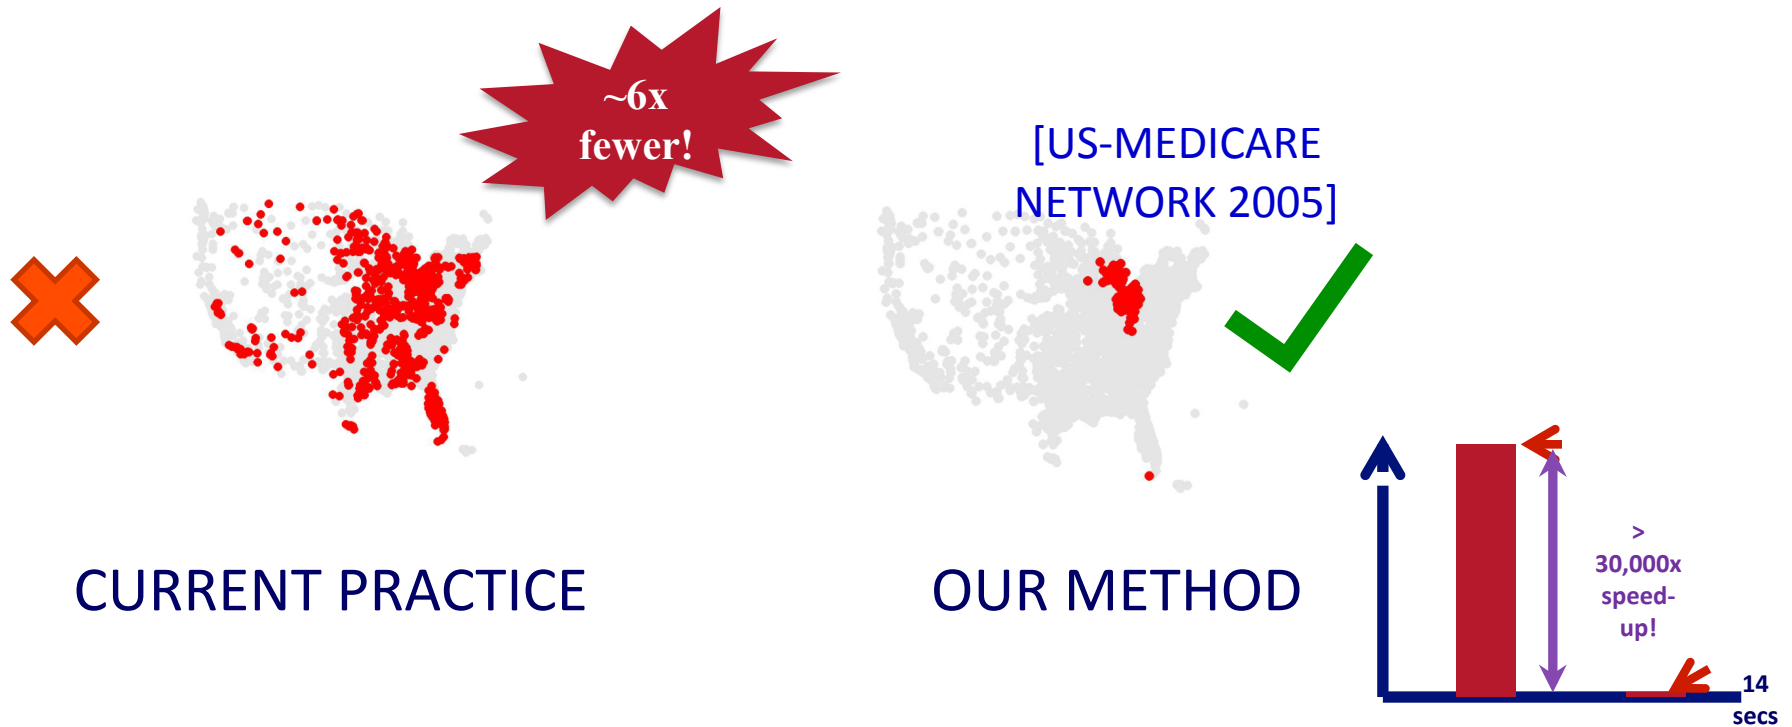 ~6x
fewer!
[US-MEDICARE
NETWORK 2005]
CURRENT PRACTICE
OUR METHOD
>
30,000x
speed-
up!
14
secs